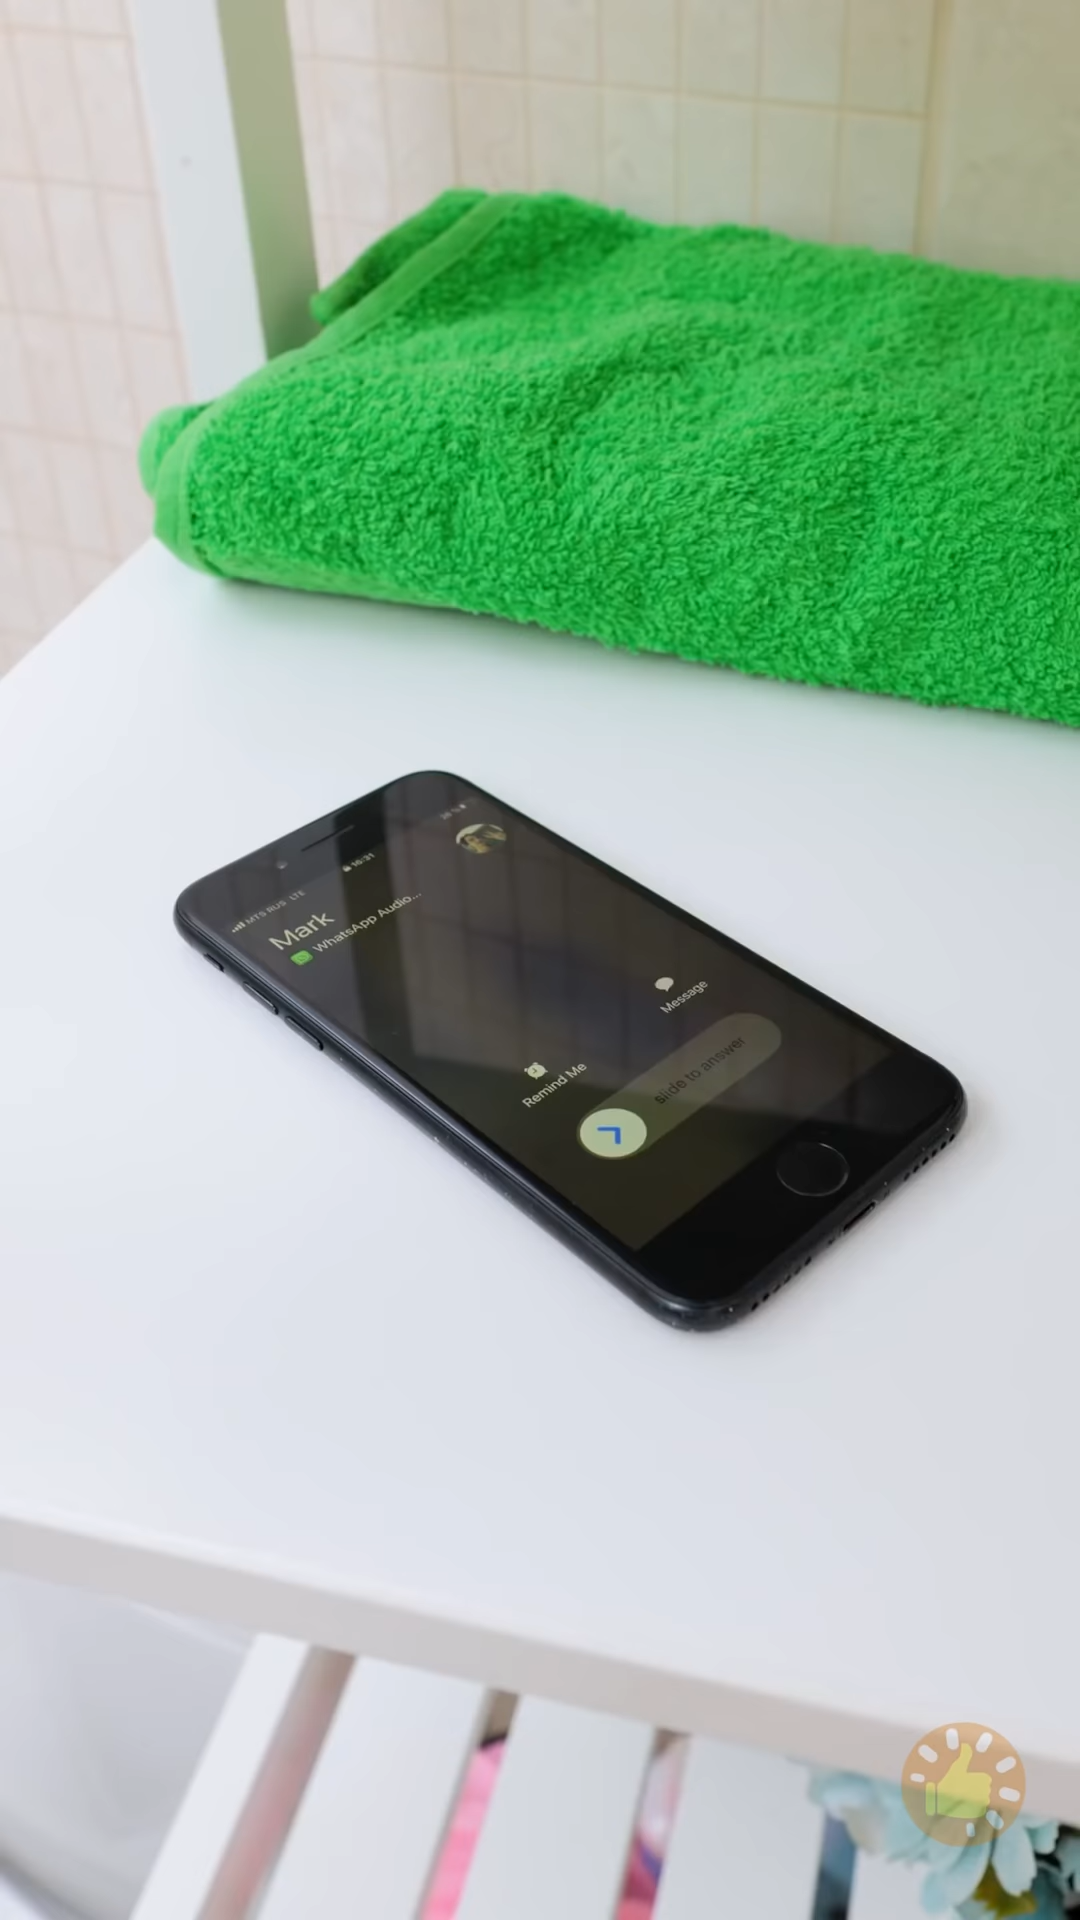 MTS RUS LTE
16:31
Mark
WhatsApp Audio...
Message
Remind Me
slide to answer